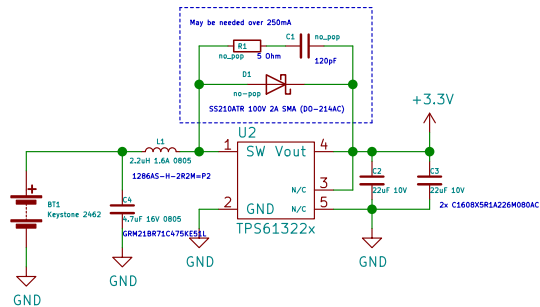 May be needed over 250mA
R1
C1
no_pop
no_pop
5 Ohm
120pF
D1
no-pop
SS210ATR 100V 2A SMA (DO-214AC)
+3.3V
U2
L1
2.2uH 1.6A 0805
1286AS-H-2R2M=P2
1
SW
Vout
4
N/C
3
2
GND
N/C
5
TPS61322x
C2
22uF 10V
C3
22uF 10V
2x C1608X5R1A226M080AC
BT1
Keystone 2462
C4
4.7uF 16V 0805
GRM21BR71C475KE51L
GND
GND
GND
GND